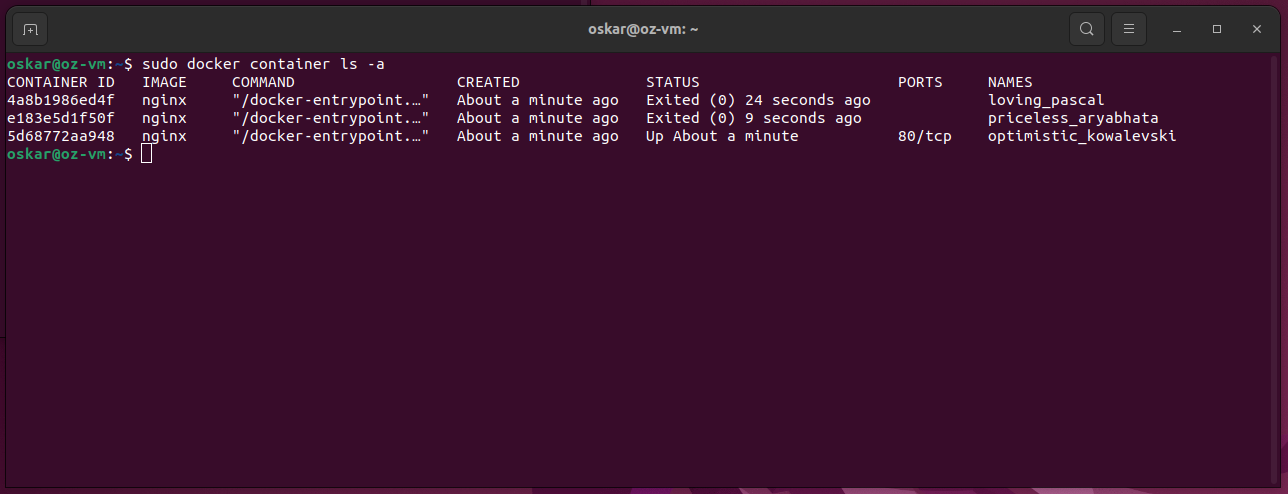 oskar@oz-vm: ~
oskar@oz-vm:~$ sudo docker container ls -a
CONTAINER ID   IMAGE     COMMAND                  CREATED              STATUS                      PORTS     NAMES
4a8b1986ed4f   nginx     "/docker-entrypoint.…"   About a minute ago   Exited (0) 24 seconds ago             loving_pascal
e183e5d1f50f   nginx     "/docker-entrypoint.…"   About a minute ago   Exited (0) 9 seconds ago              priceless_aryabhata
5d68772aa948   nginx     "/docker-entrypoint.…"   About a minute ago   Up About a minute           80/tcp    optimistic_kowalevski
oskar@oz-vm:~$